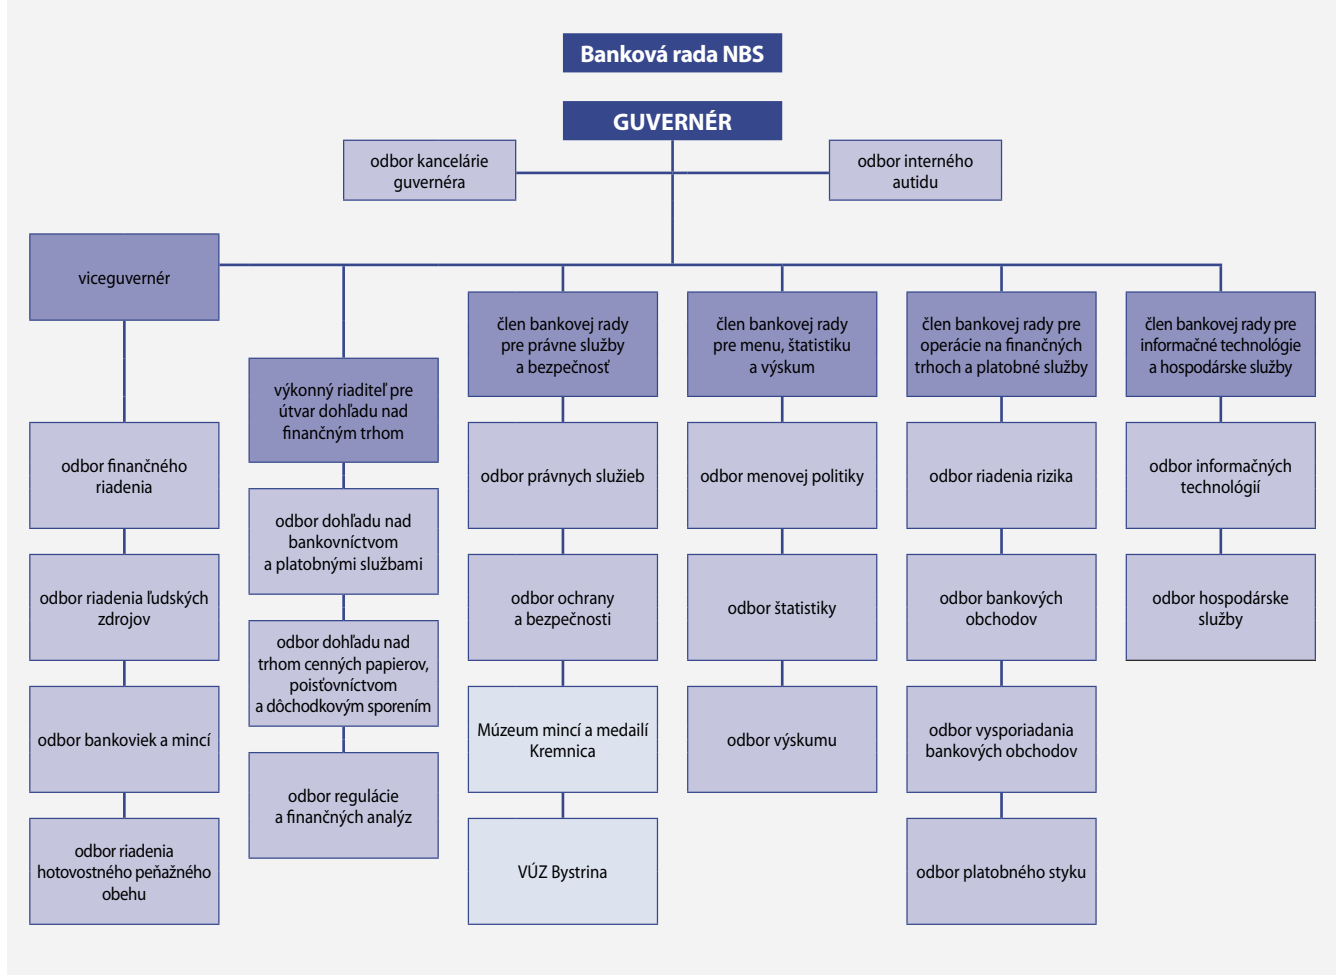 Banková rada NBS
GUVERNÉR
odbor kancelárie
guvernéra
odbor interného
autidu
viceguvernér
odbor finančného
riadenia
odbor riadenia ľudských
zdrojov
odbor bankoviek a mincí
odbor riadenia
hotovostného peňažného
obehu
výkonný riaditeľ pre
útvar dohľadu nad
finančným trhom
odbor dohľadu nad
bankovníctvom
a platobnými službami
odbor dohľadu nad
trhom cenných papierov,
poisťovníctvom
a dôchodkovým sporením
odbor regulácie
a finančných analýz
člen bankovej rady
pre právne služby
a bezpečnosť
odbor právnych služieb
odbor ochrany
a bezpečnosti
Múzeum mincí a medailí
Kremnica
VÚZ Bystrina
člen bankovej rady
pre menu, štatistiku
a výskum
odbor menovej politiky
odbor štatistiky
odbor výskumu
člen bankovej rady pre
operácie na finančných
trhoch a platobné služby
odbor riadenia rizika
odbor bankových
obchodov
odbor vysporiadania
bankových obchodov
odbor platobného styku
člen bankovej rady pre
informačné technológie
a hospodárske služby
odbor informačných
technológií
odbor hospodárske
služby